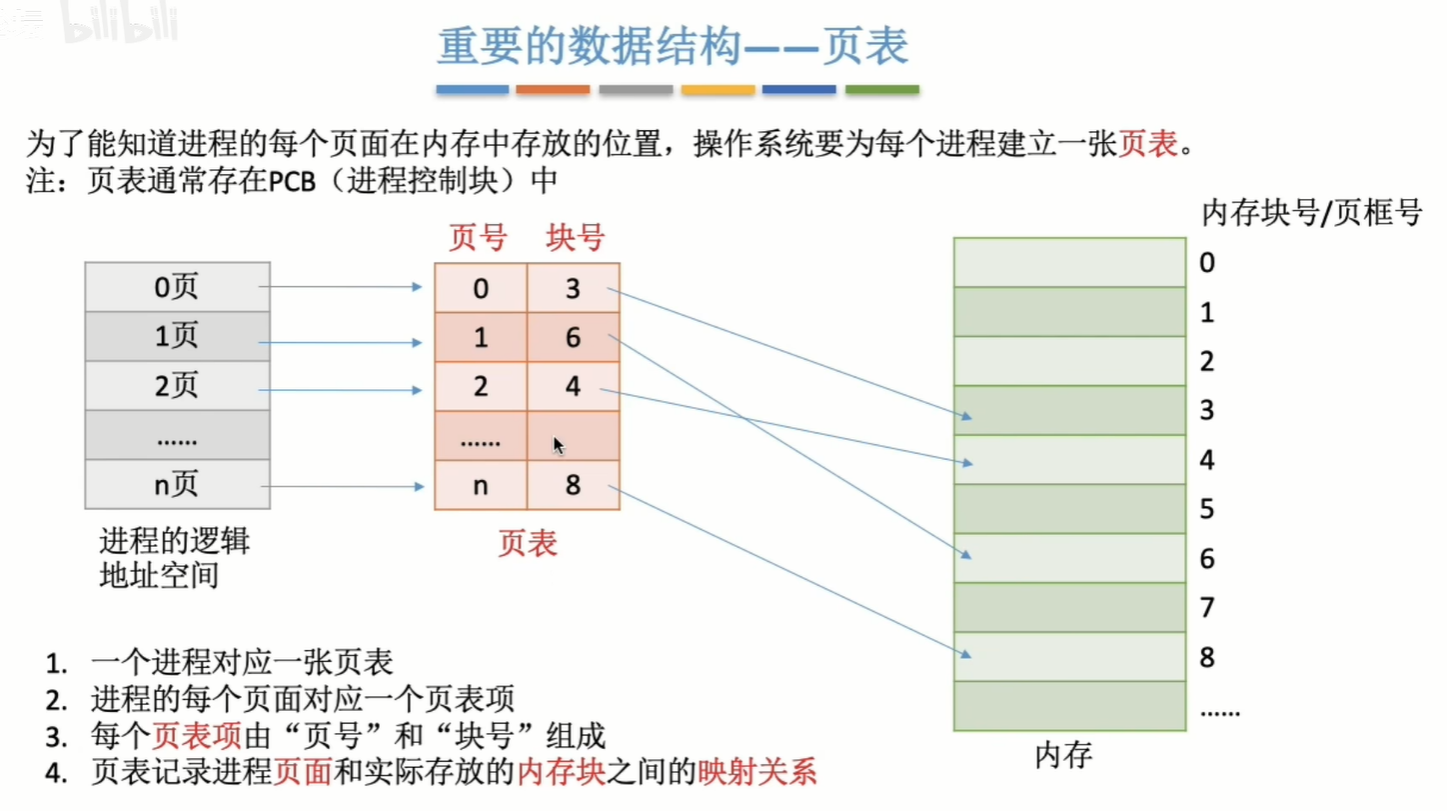 bilibili
重要的数据结构——页表
为了能知道进程的每个页面在内存中存放的位置，操作系统要为每个进程建立一张页表。
注：页表通常存在PCB（进程控制块）中
内存块号/页框号
页号 块号
0页
1页
2页
……
n页
进程的逻辑
地址空间
0 3
1 6
2 4
……
n 8
页表
0
1
2
3
4
5
6
7
8
……
内存
1. 一个进程对应一张页表
2. 进程的每个页面对应一个页表项
3. 每个页表项由“页号”和“块号”组成
4. 页表记录进程页面和实际存放的内存块之间的映射关系